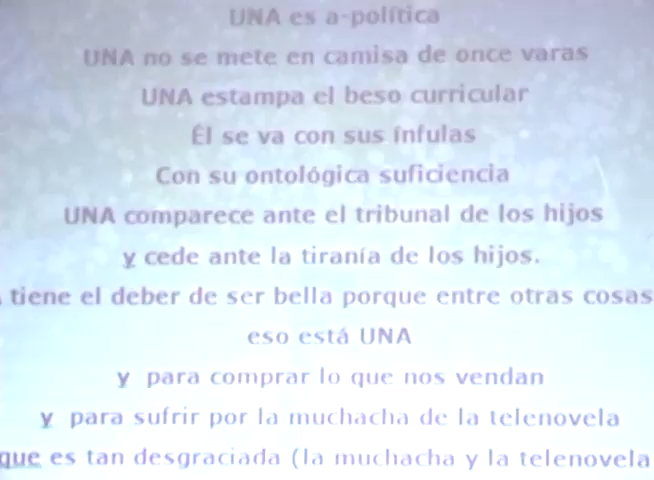 UNA es a-política
UNA no se mete en camisa de once varas
UNA estampa el beso curricular
Él se va con sus ínfulas
Con su ontológica suficiencia
UNA comparece ante el tribunal de los hijos
y cede ante la tiranía de los hijos.
tiene el deber de ser bella porque entre otras cosas
eso está UNA
y para comprar lo que nos vendan
y para sufrir por la muchacha de la telenovela
que es tan desgraciada (la muchacha y la telenovela